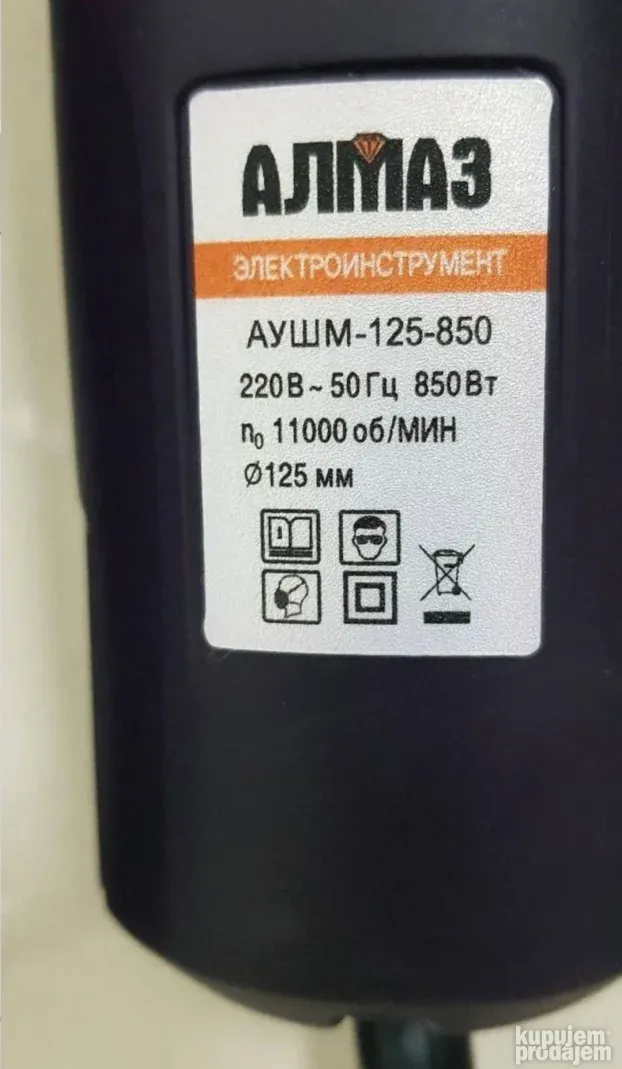 АЛМАЗ
ЭЛЕКТРОИНСТРУМЕНТ
АУШМ-125-850
220В ~ 50Гц 850Вт
n₀ 11000 об/МИН
Ø125 мм
kupujem
prodajem